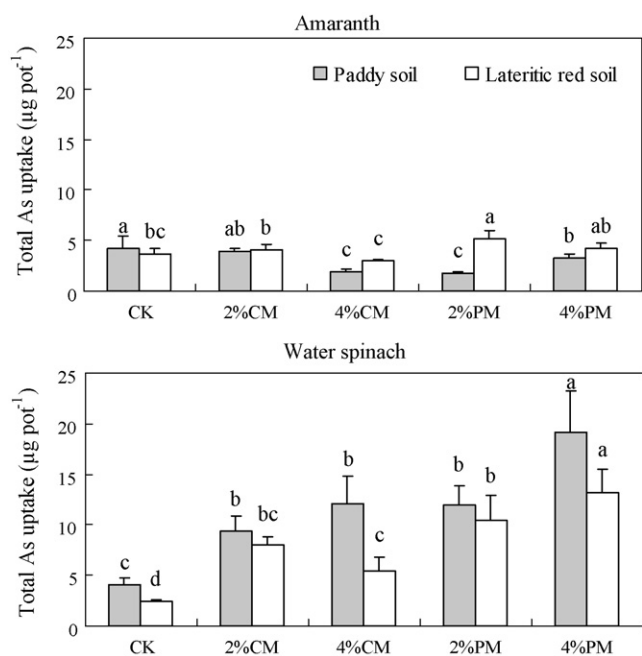 Amaranth
Total As uptake (µg pot⁻¹)
25
20
15
10
5
0
Paddy soil
Lateritic red soil
a
bc
ab
b
c
c
c
a
b
ab
CK
2%CM
4%CM
2%PM
4%PM
Water spinach
Total As uptake (µg pot⁻¹)
25
20
15
10
5
0
c
d
b
bc
b
c
b
b
a
a
CK
2%CM
4%CM
2%PM
4%PM